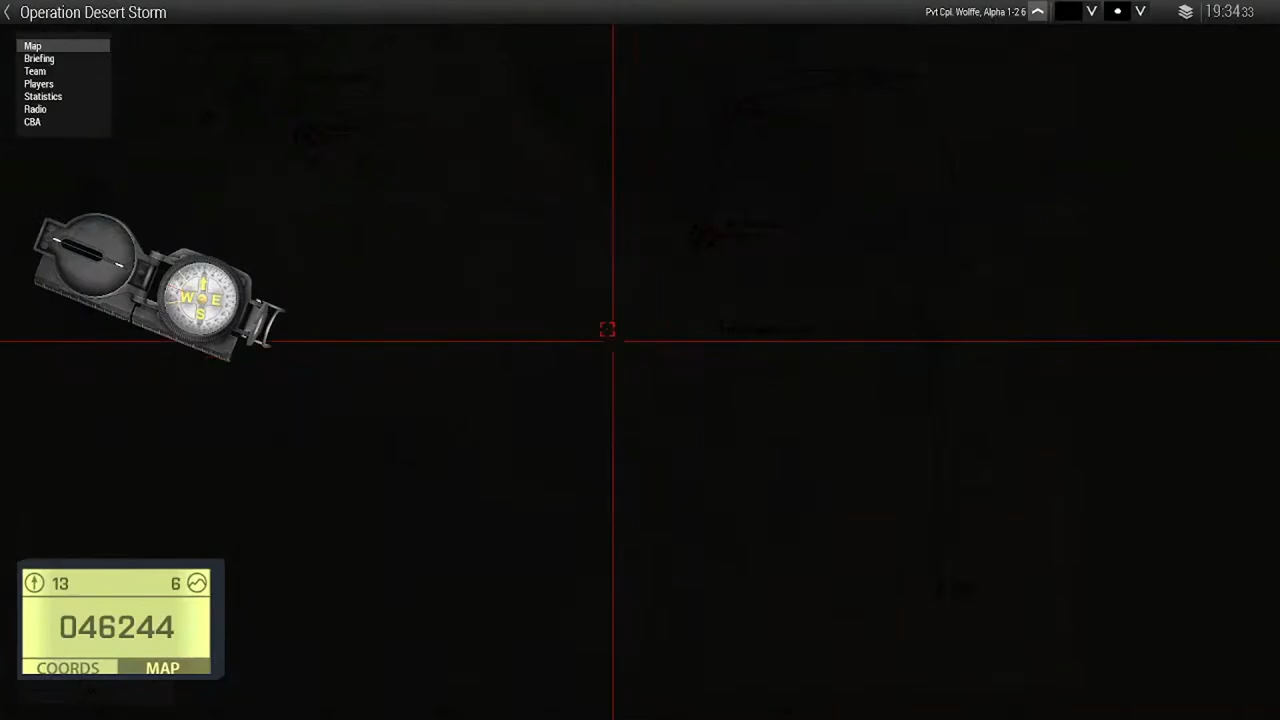 Operation Desert Storm
Pvt Cpl. Wolffe, Alpha 1-2 6
19:34 33
Map
Briefing
Team
Players
Statistics
Radio
CBA
W E
S
13 6
046244
COORDS MAP